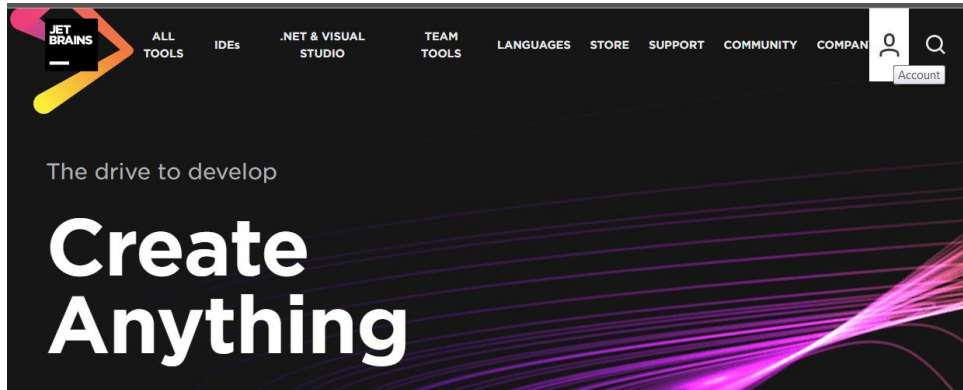 JET
BRAINS
ALL
TOOLS
IDEs
.NET & VISUAL
STUDIO
TEAM
TOOLS
LANGUAGES
STORE
SUPPORT
COMMUNITY
COMPAN
Account
The drive to develop
Create
Anything